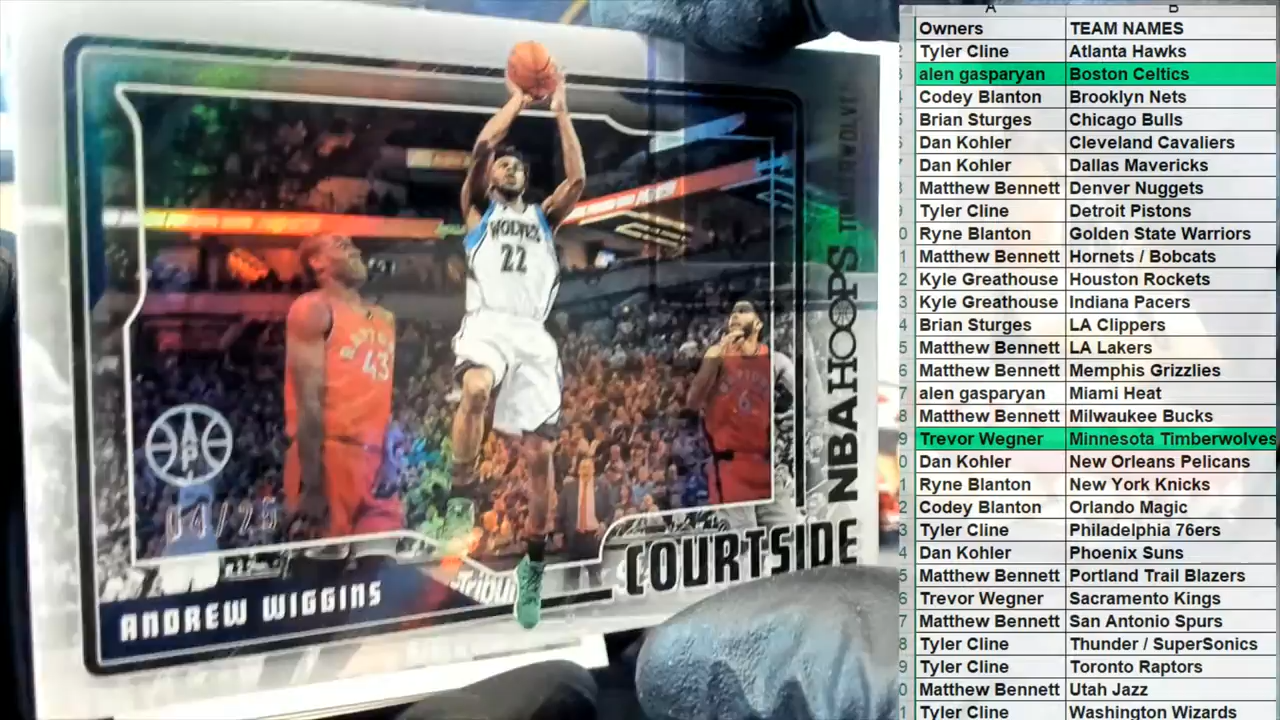 WOLVES
22
RAPTORS
43
6
04/25
ANDREW WIGGINS
COURTSIDE
NBA HOOPS
A B
Owners TEAM NAMES
Tyler Cline Atlanta Hawks
alen gasparyan Boston Celtics
Codey Blanton Brooklyn Nets
Brian Sturges Chicago Bulls
Dan Kohler Cleveland Cavaliers
Dan Kohler Dallas Mavericks
Matthew Bennett Denver Nuggets
Tyler Cline Detroit Pistons
Ryne Blanton Golden State Warriors
Matthew Bennett Hornets / Bobcats
Kyle Greathouse Houston Rockets
Kyle Greathouse Indiana Pacers
Brian Sturges LA Clippers
Matthew Bennett LA Lakers
Matthew Bennett Memphis Grizzlies
alen gasparyan Miami Heat
Matthew Bennett Milwaukee Bucks
Trevor Wegner Minnesota Timberwolves
Dan Kohler New Orleans Pelicans
Ryne Blanton New York Knicks
Codey Blanton Orlando Magic
Tyler Cline Philadelphia 76ers
Dan Kohler Phoenix Suns
Matthew Bennett Portland Trail Blazers
Trevor Wegner Sacramento Kings
Matthew Bennett San Antonio Spurs
Tyler Cline Thunder / SuperSonics
Tyler Cline Toronto Raptors
Matthew Bennett Utah Jazz
Tyler Cline Washington Wizards